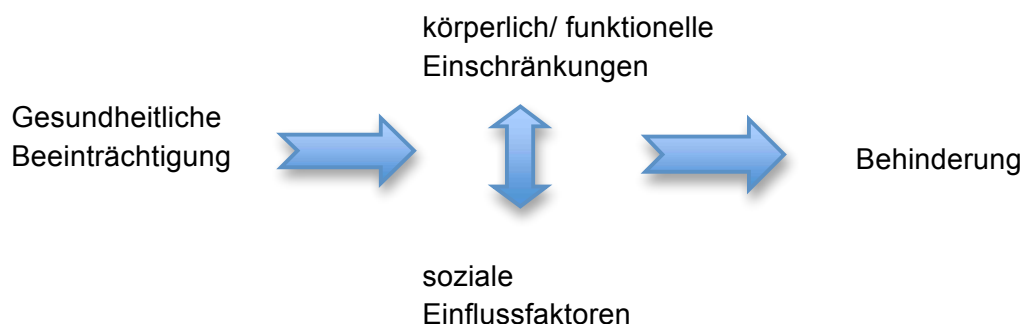 körperlich/ funktionelle
Einschränkungen
Gesundheitliche
Beeinträchtigung
Behinderung
soziale
Einflussfaktoren